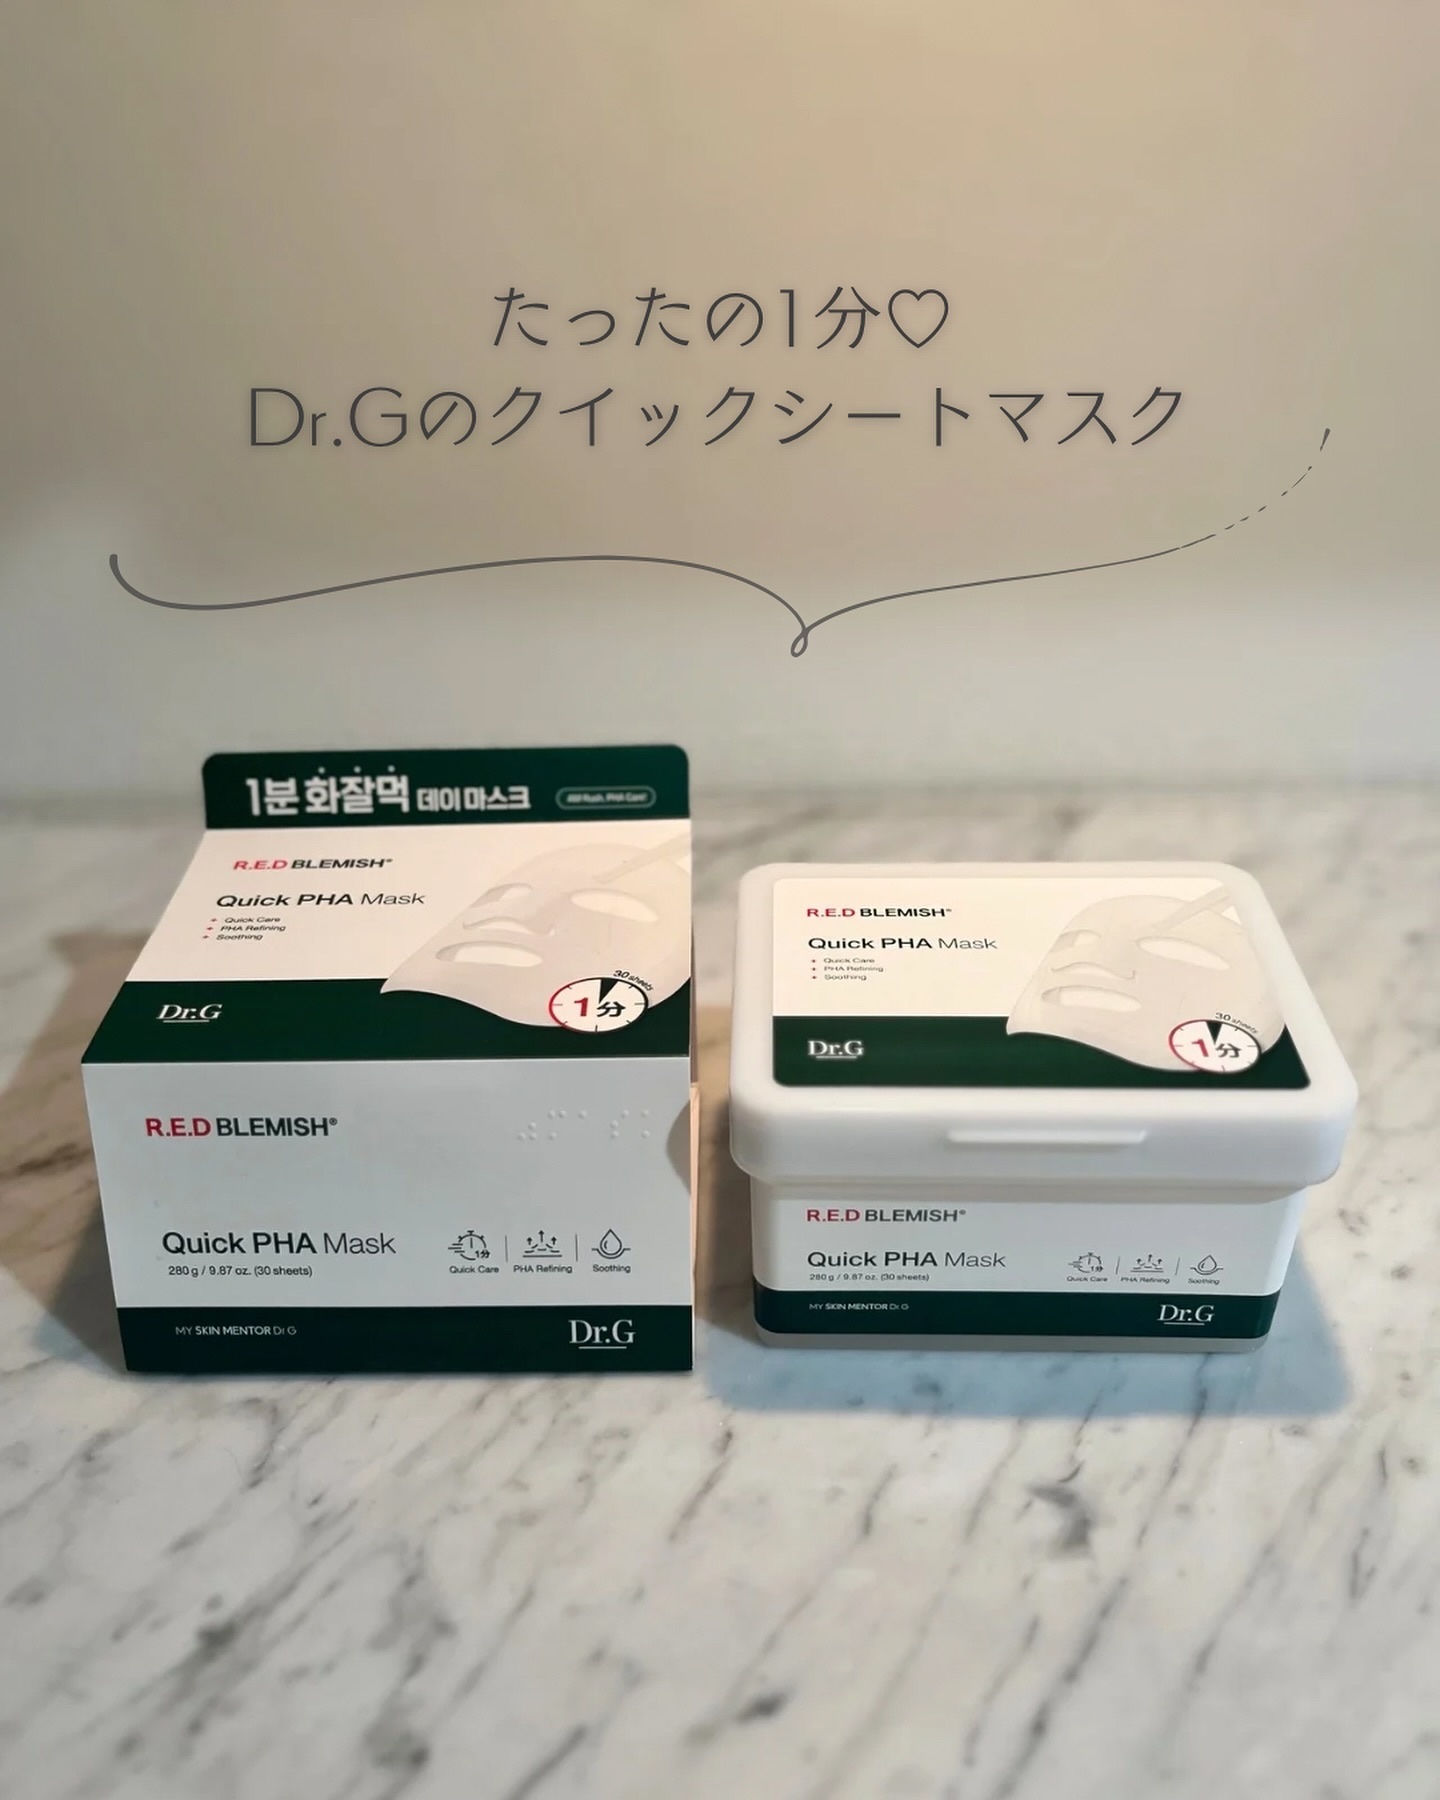 たったの1分♡
Dr.Gのクイックシートマスク
1분 화잘먹 데이 마스크
R.E.D BLEMISH®
Quick PHA Mask
+ Quick Care
+ PHA Refining
+ Soothing
30 sheets
1分
Dr.G
R.E.D BLEMISH®
Quick PHA Mask
280 g / 9.87 oz. (30 sheets)
1分
Quick Care
PHA Refining
Soothing
MY SKIN MENTOR Dr.G
Dr.G
R.E.D BLEMISH®
Quick PHA Mask
+ Quick Care
+ PHA Refining
+ Soothing
30 sheets
1分
Dr.G
R.E.D BLEMISH®
Quick PHA Mask
280 g / 9.87 oz. (30 sheets)
1分
Quick Care
PHA Refining
Soothing
MY SKIN MENTOR Dr.G
Dr.G